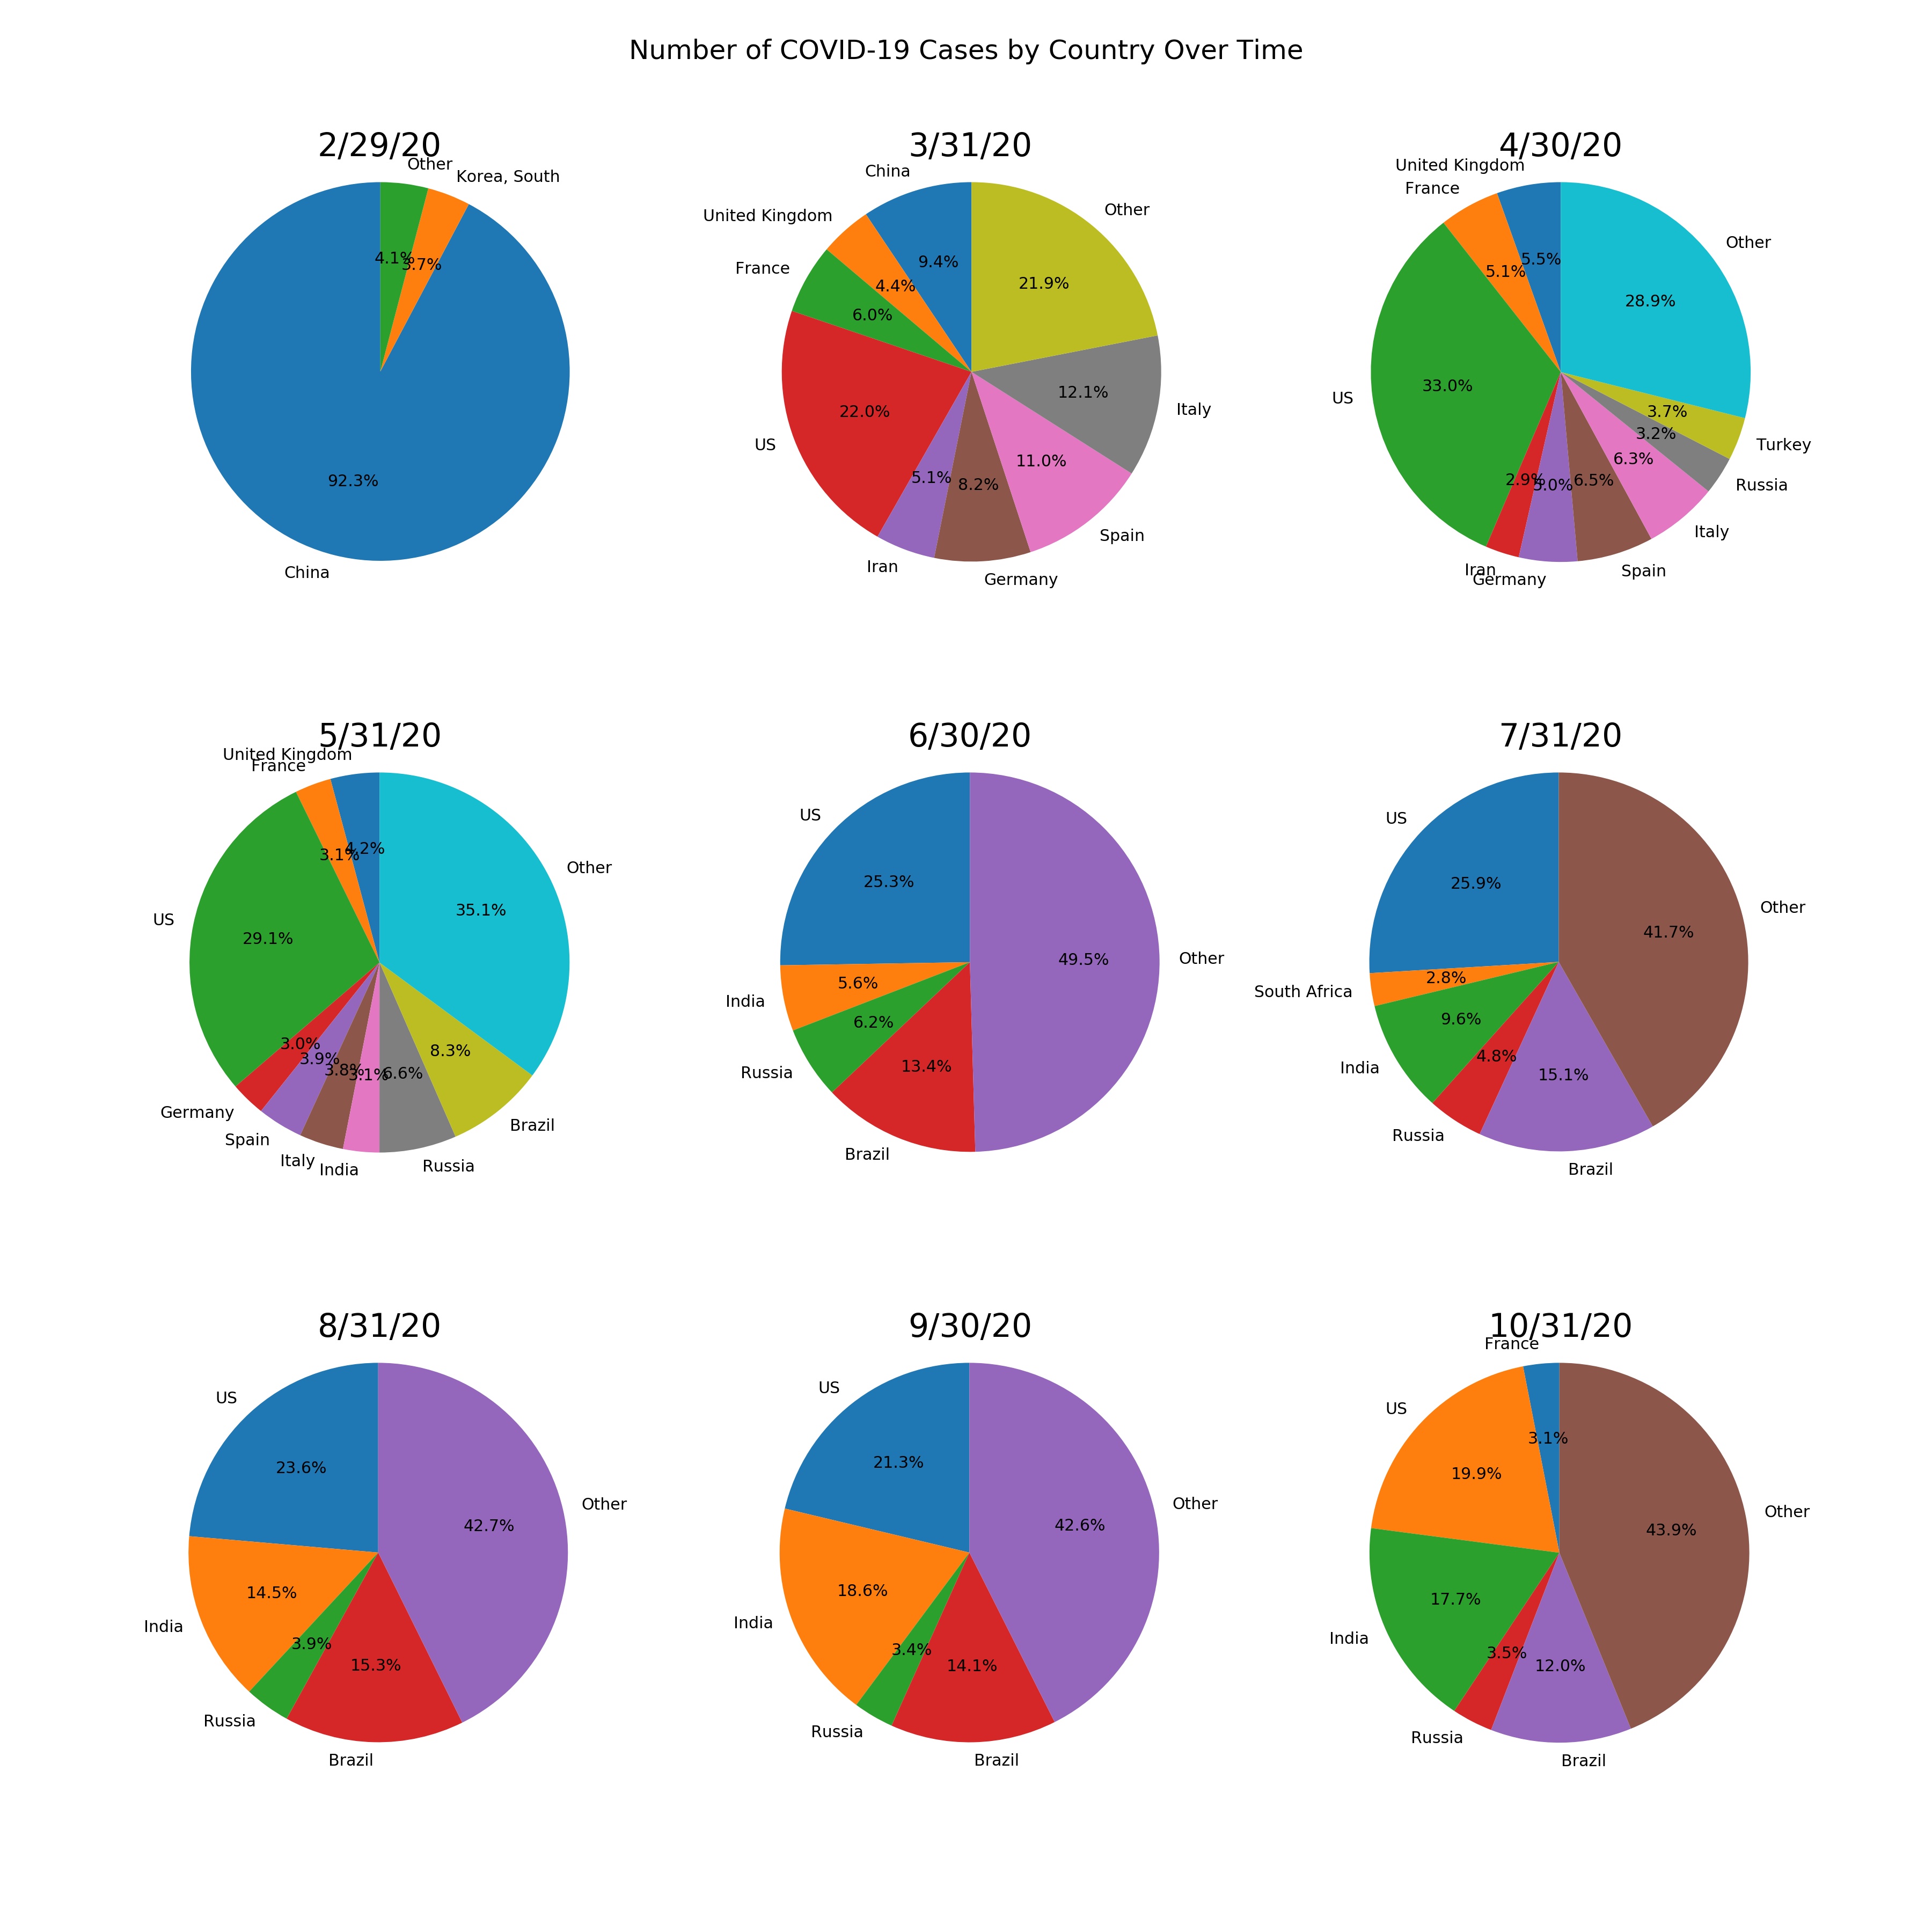 Number of COVID-19 Cases by Country Over Time
2/29/20
Other
Korea, South
4.1%
3.7%
92.3%
China
3/31/20
China
United Kingdom
France
Other
9.4%
4.4%
6.0%
21.9%
22.0%
12.1%
US
Italy
5.1%
8.2%
11.0%
Iran
Germany
Spain
4/30/20
United Kingdom
France
Other
5.5%
5.1%
28.9%
33.0%
US
3.7%
3.2%
6.3%
Turkey
2.9%
5.0%
6.5%
Russia
Italy
Iran
Germany
Spain
5/31/20
United Kingdom
France
4.2%
3.1%
Other
35.1%
US
29.1%
3.0%
3.9%
3.8%
3.1%
6.6%
8.3%
Germany
Spain
Italy
India
Russia
Brazil
6/30/20
US
25.3%
49.5%
Other
5.6%
India
6.2%
Russia
13.4%
Brazil
7/31/20
US
25.9%
Other
41.7%
2.8%
South Africa
9.6%
4.8%
India
15.1%
Russia
Brazil
8/31/20
US
23.6%
Other
42.7%
14.5%
India
3.9%
15.3%
Russia
Brazil
9/30/20
US
21.3%
Other
42.6%
18.6%
India
3.4%
14.1%
Russia
Brazil
10/31/20
France
US
3.1%
19.9%
Other
43.9%
17.7%
India
3.5%
12.0%
Russia
Brazil